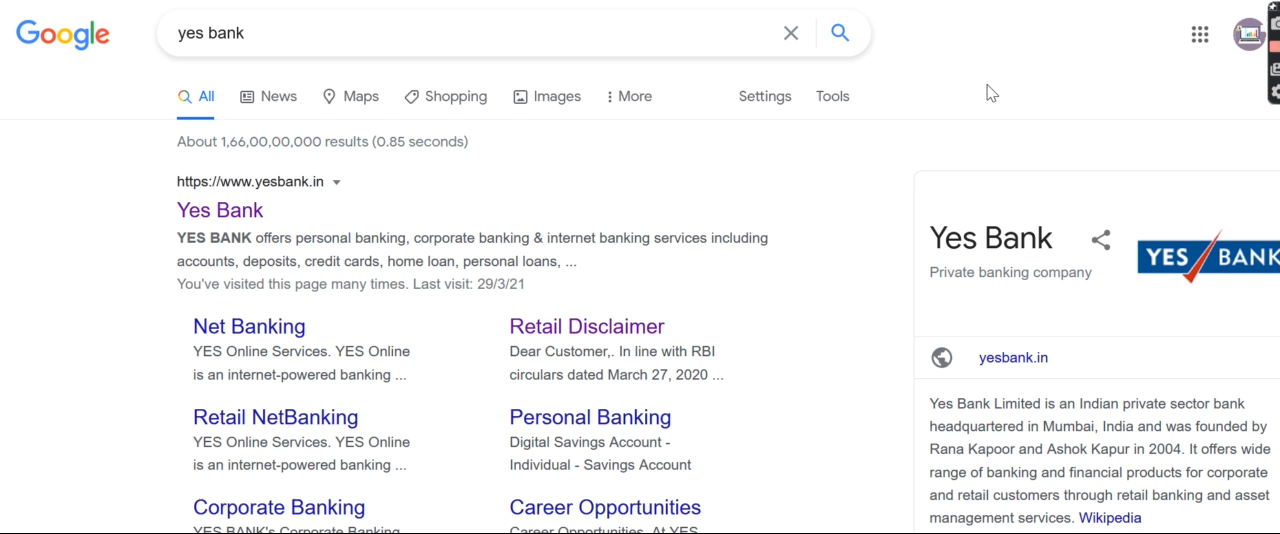 Google
yes bank
All News Maps Shopping Images More Settings Tools
About 1,66,00,00,000 results (0.85 seconds)
https://www.yesbank.in
Yes Bank
YES BANK offers personal banking, corporate banking & internet banking services including
accounts, deposits, credit cards, home loan, personal loans, ...
You've visited this page many times. Last visit: 29/3/21
Net Banking
YES Online Services. YES Online
is an internet-powered banking ...
Retail Disclaimer
Dear Customer,. In line with RBI
circulars dated March 27, 2020 ...
Retail NetBanking
YES Online Services. YES Online
is an internet-powered banking ...
Personal Banking
Digital Savings Account -
Individual - Savings Account
Corporate Banking
YES BANK's Corporate Banking
Career Opportunities
Career Opportunities. At YES
Yes Bank
Private banking company
YES BANK
yesbank.in
Yes Bank Limited is an Indian private sector bank
headquartered in Mumbai, India and was founded by
Rana Kapoor and Ashok Kapur in 2004. It offers wide
range of banking and financial products for corporate
and retail customers through retail banking and asset
management services. Wikipedia